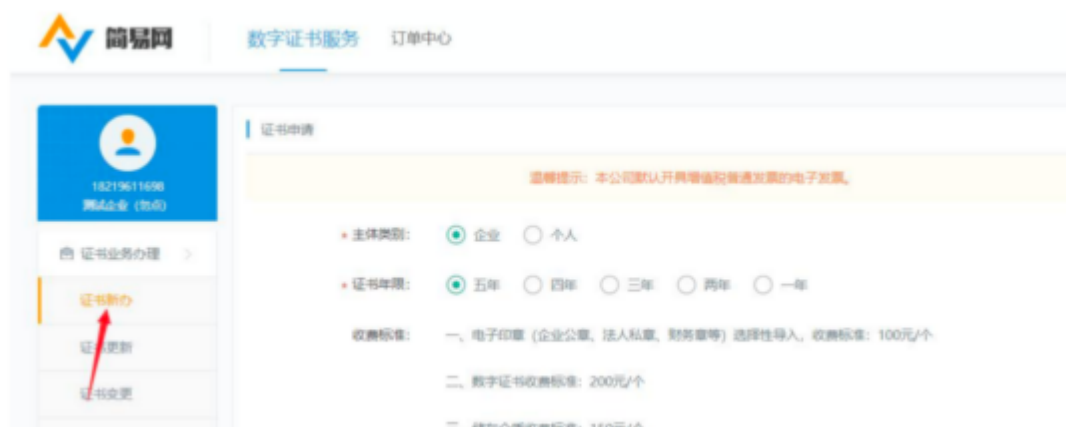 简易网
数字证书服务 订单中心
18219611698
测试企业（勿动）
证书业务办理
证书新办
证书更新
证书变更
证书申请
温馨提示：本公司默认开具增值税普通发票的电子发票。
* 主体类别： 企业 个人
* 证书年限： 五年 四年 三年 两年 一年
收费标准： 一、电子印章（企业公章、法人私章、财务章等）选择性导入，收费标准：100元/个
二、数字证书收费标准：200元/个